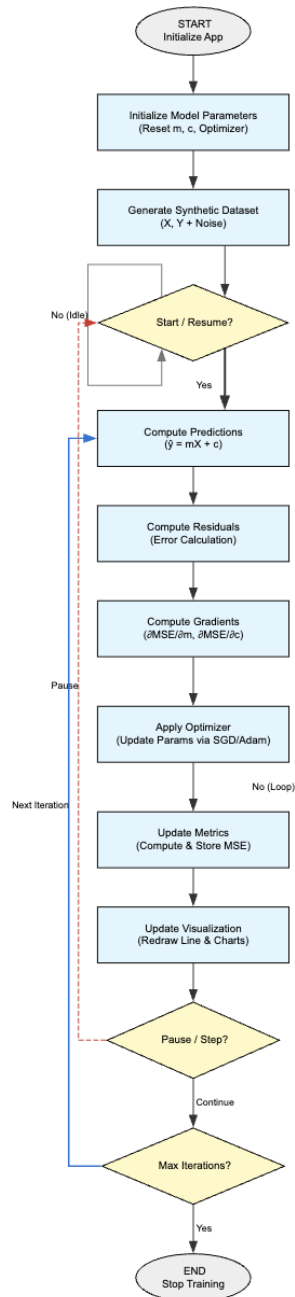 START
Initialize App
Initialize Model Parameters
(Reset m, c, Optimizer)
Generate Synthetic Dataset
(X, Y + Noise)
No (Idle)
Start / Resume?
Yes
Compute Predictions
(ŷ = mX + c)
Compute Residuals
(Error Calculation)
Compute Gradients
(∂MSE/∂m, ∂MSE/∂c)
Pause
Apply Optimizer
(Update Params via SGD/Adam)
No (Loop)
Next Iteration
Update Metrics
(Compute & Store MSE)
Update Visualization
(Redraw Line & Charts)
Pause / Step?
Continue
Max Iterations?
Yes
END
Stop Training